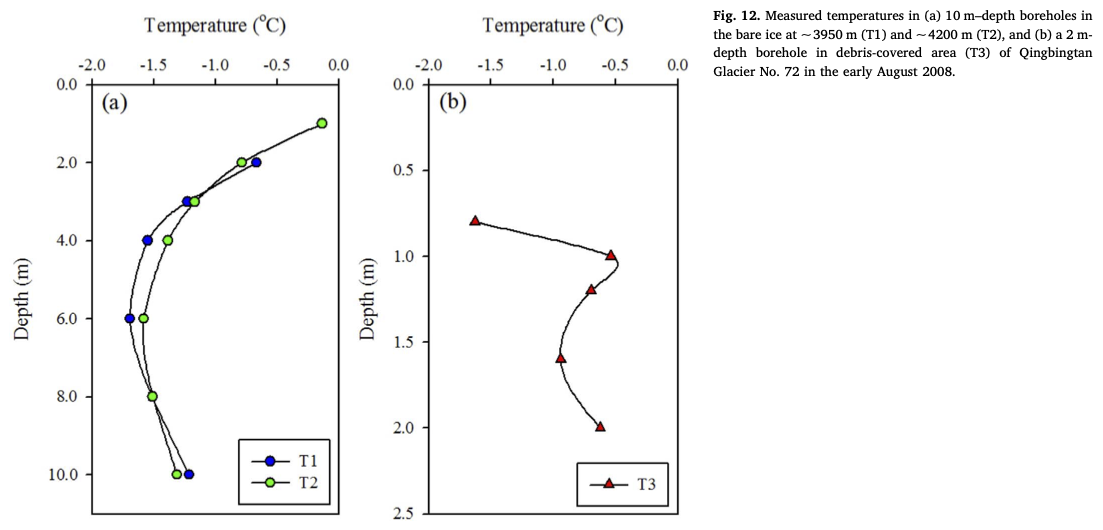 Temperature (°C)
-2.0 -1.5 -1.0 -0.5 0.0
0.0
2.0
4.0
6.0
8.0
10.0
Depth (m)
(a)
T1
T2
Temperature (°C)
-2.0 -1.5 -1.0 -0.5 0.0
0.0
0.5
1.0
1.5
2.0
2.5
Depth (m)
(b)
T3
Fig. 12. Measured temperatures in (a) 10 m–depth boreholes in
the bare ice at ~3950 m (T1) and ~4200 m (T2), and (b) a 2 m-
depth borehole in debris-covered area (T3) of Qingbingtan
Glacier No. 72 in the early August 2008.